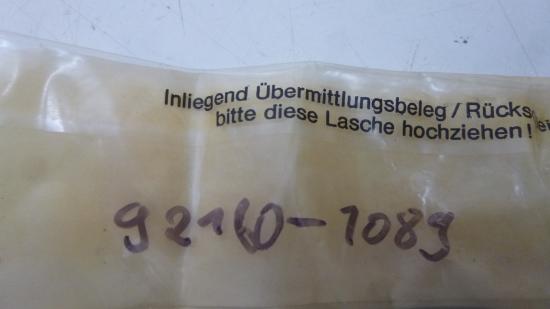 Inliegend Übermittlungsbeleg / Rücks
bitte diese Lasche hochziehen!
92160-1089